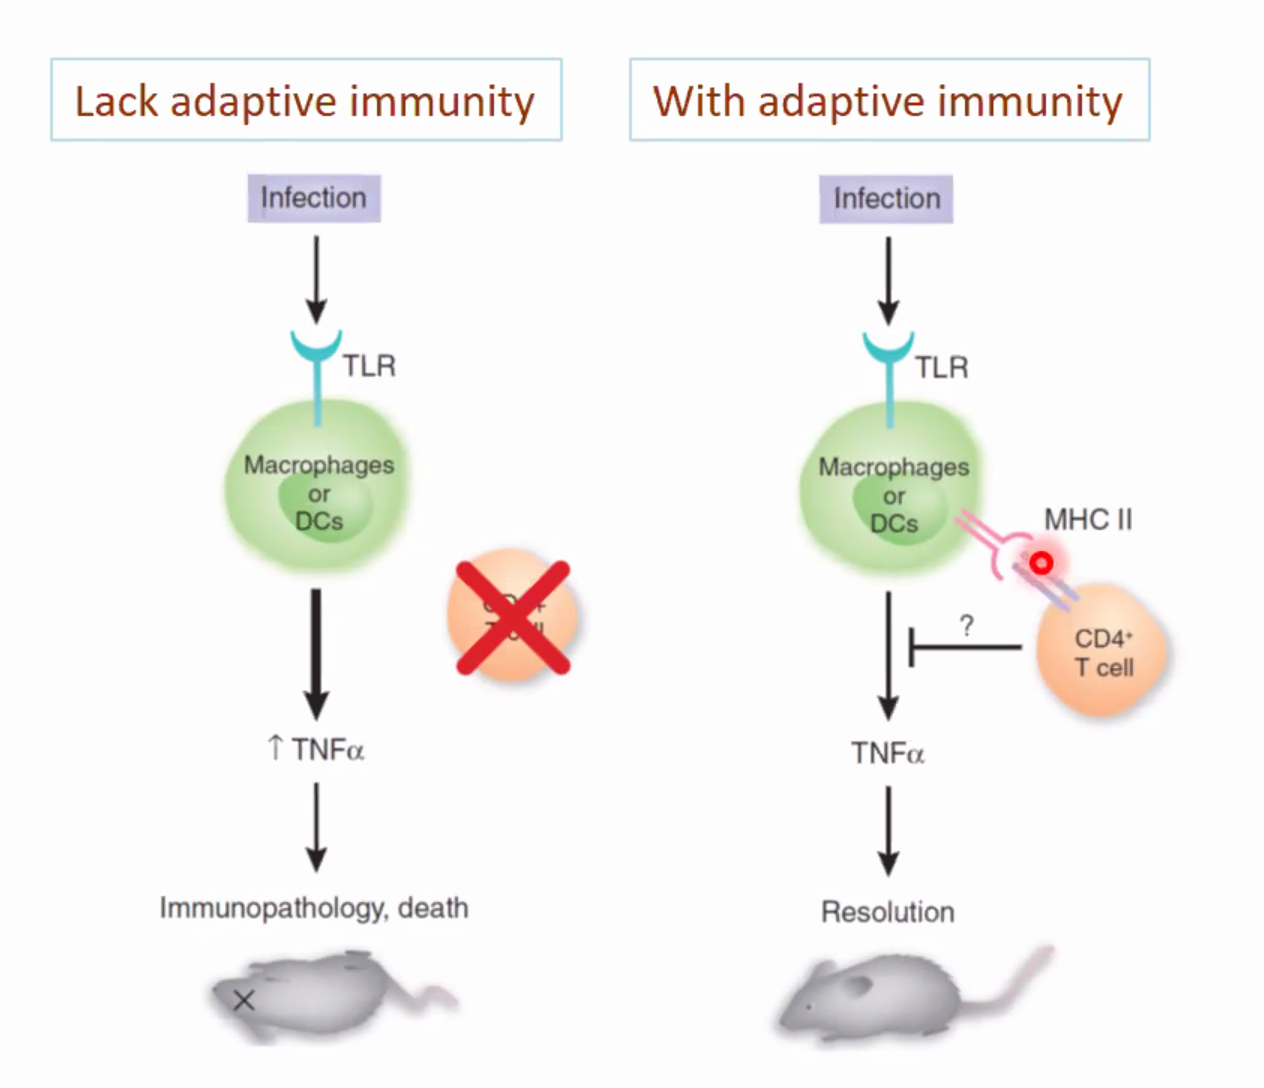 Lack adaptive immunity
Infection
TLR
Macrophages
or
DCs
↑ TNFα
Immunopathology, death
With adaptive immunity
Infection
TLR
Macrophages
or
DCs
MHC II
?
CD4⁺
T cell
TNFα
Resolution